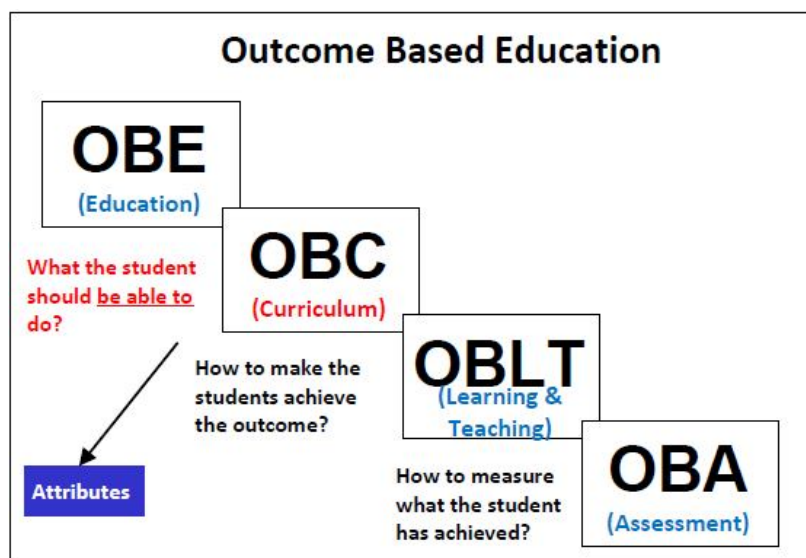 Outcome Based Education
OBE
(Education)
OBC
(Curriculum)
What the student
should be able to
do?
OBLT
(Learning &
Teaching)
How to make the
students achieve
the outcome?
OBA
(Assessment)
How to measure
what the student
has achieved?
Attributes